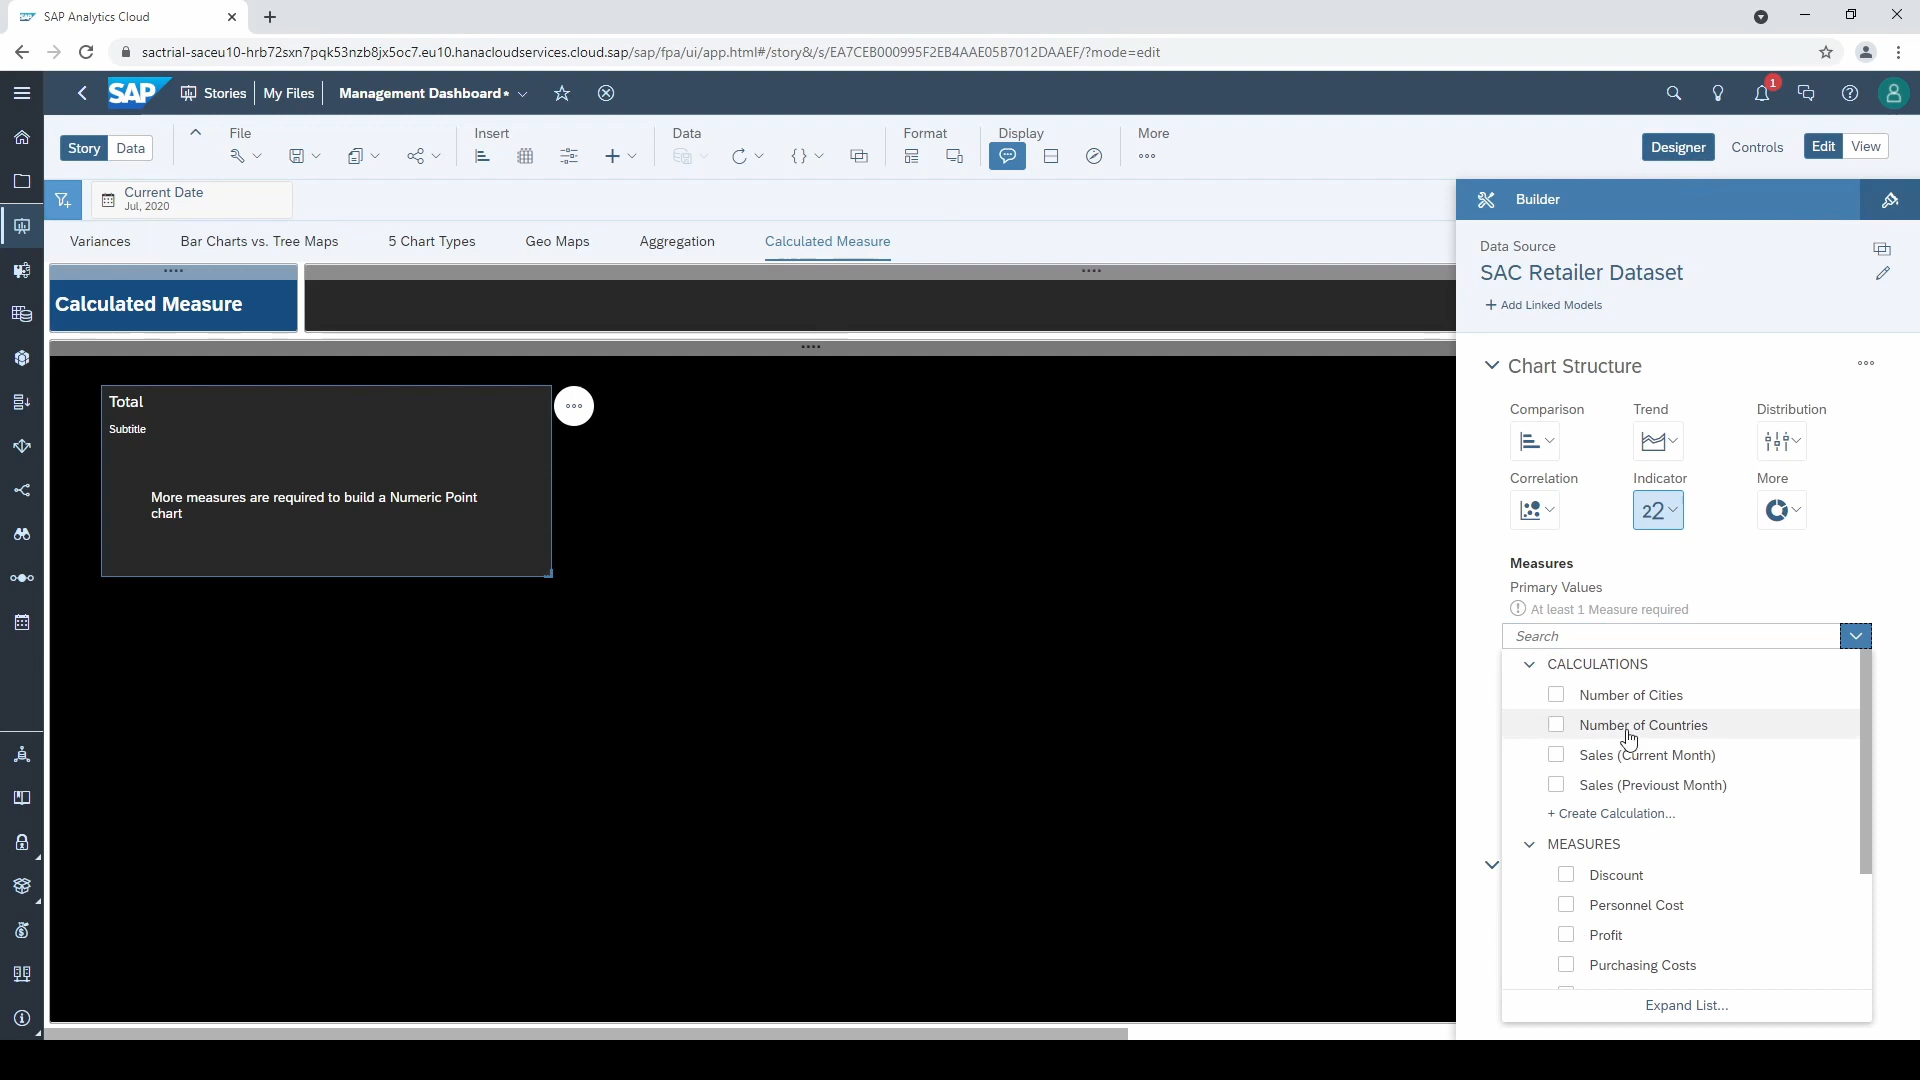 SAP Analytics Cloud
sactrial-saceu10-hrb72sxn7pqk53nzb8jx5oc7.eu10.hanacloudservices.cloud.sap/sap/fpa/ui/app.html#/story&/s/EA7CEB000995F2EB4AAE05B7012DAAEF/?mode=edit
SAP Stories My Files Management Dashboard* 1
Story Data File Insert Data Format Display More Designer Controls Edit View
Current Date
Jul, 2020
Builder
Variances Bar Charts vs. Tree Maps 5 Chart Types Geo Maps Aggregation Calculated Measure
Data Source
SAC Retailer Dataset
+ Add Linked Models
Calculated Measure
Chart Structure
Total
Subtitle
More measures are required to build a Numeric Point
chart
Comparison Trend Distribution
Correlation Indicator More
22
Measures
Primary Values
At least 1 Measure required
Search
CALCULATIONS
Number of Cities
Number of Countries
Sales (Current Month)
Sales (Previoust Month)
+ Create Calculation...
MEASURES
Discount
Personnel Cost
Profit
Purchasing Costs
Expand List...